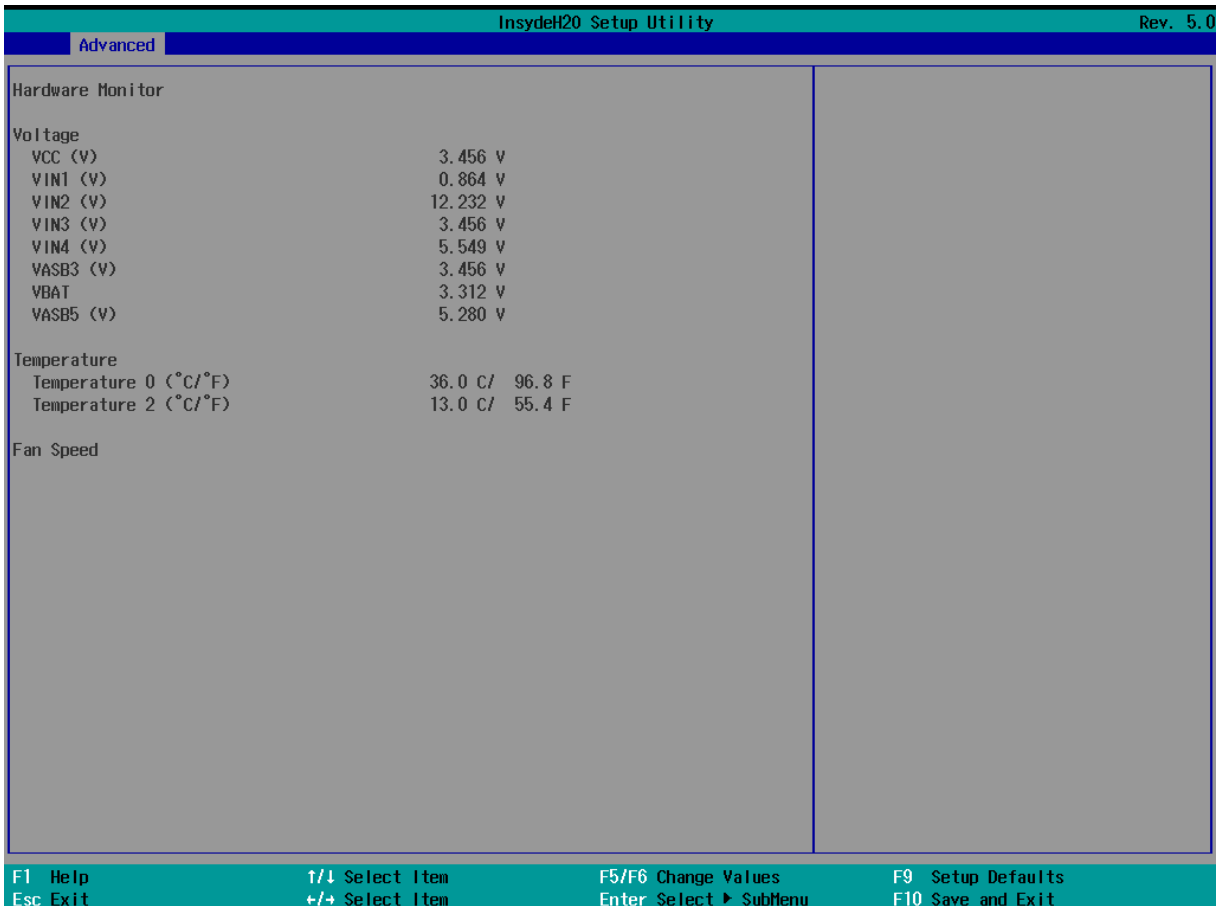 InsydeH20 Setup Utility Rev. 5.0
Advanced
Hardware Monitor
Voltage
VCC (V) 3.456 V
VIN1 (V) 0.864 V
VIN2 (V) 12.232 V
VIN3 (V) 3.456 V
VIN4 (V) 5.549 V
VASB3 (V) 3.456 V
VBAT 3.312 V
VASB5 (V) 5.280 V
Temperature
Temperature 0 (°C/°F) 36.0 C/ 96.8 F
Temperature 2 (°C/°F) 13.0 C/ 55.4 F
Fan Speed
F1 Help ↑/↓ Select Item F5/F6 Change Values F9 Setup Defaults
Esc Exit ←/→ Select Item Enter Select ▶ SubMenu F10 Save and Exit